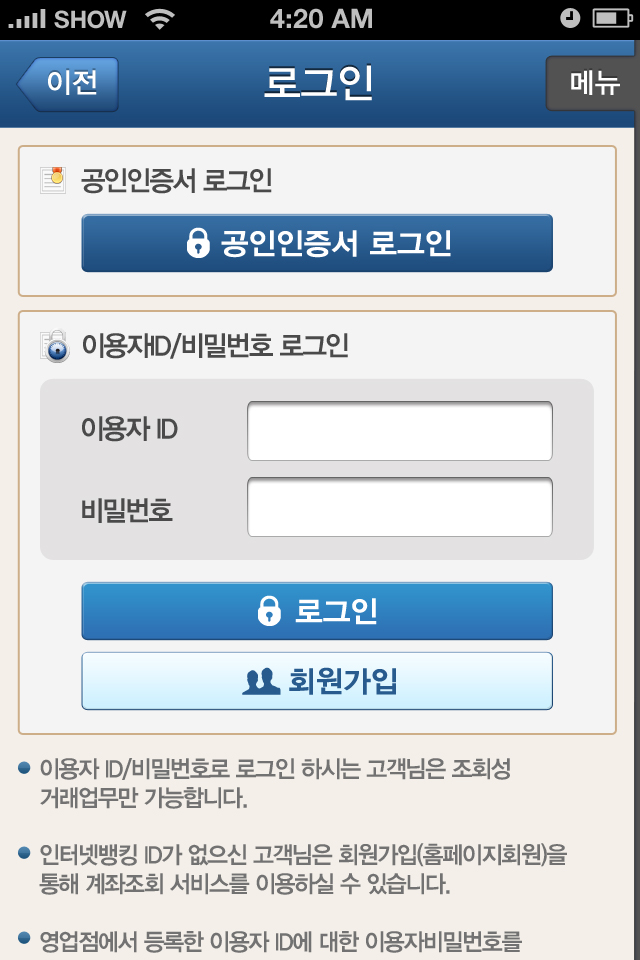 SHOW 4:20 AM
이전 로그인 메뉴
공인인증서 로그인
공인인증서 로그인
이용자ID/비밀번호 로그인
이용자 ID
비밀번호
로그인
회원가입
이용자 ID/비밀번호로 로그인 하시는 고객님은 조회성
거래업무만 가능합니다.
인터넷뱅킹 ID가 없으신 고객님은 회원가입(홈페이지회원)을
통해 계좌조회 서비스를 이용하실 수 있습니다.
영업점에서 등록한 이용자 ID에 대한 이용자비밀번호를